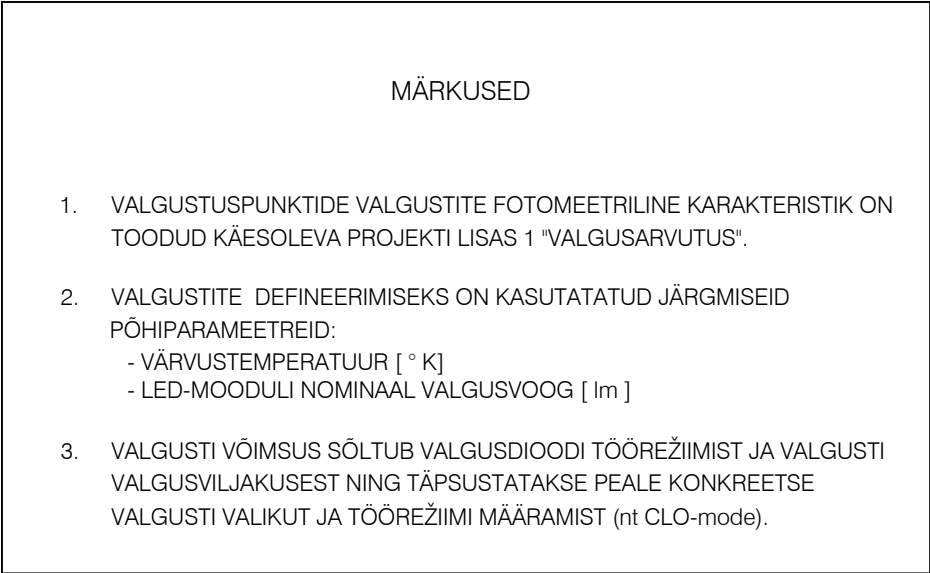 MÄRKUSED
1. VALGUSTUSPUNKTIDE VALGUSTITE FOTOMEETRILINE KARAKTERISTIK ON
TOODUD KÄESOLEVA PROJEKTI LISAS 1 "VALGUSARVUTUS".
2. VALGUSTITE DEFINEERIMISEKS ON KASUTATATUD JÄRGMISEID
PÕHIPARAMEETREID:
- VÄRVUSTEMPERATUUR [ ° K]
- LED-MOODULI NOMINAAL VALGUSVOOG [ lm ]
3. VALGUSTI VÕIMSUS SÕLTUB VALGUSDIOODI TÖÖREŽIIMIST JA VALGUSTI
VALGUSVILJAKUSEST NING TÄPSUSTATAKSE PEALE KONKREETSE
VALGUSTI VALIKUT JA TÖÖREŽIIMI MÄÄRAMIST (nt CLO-mode).